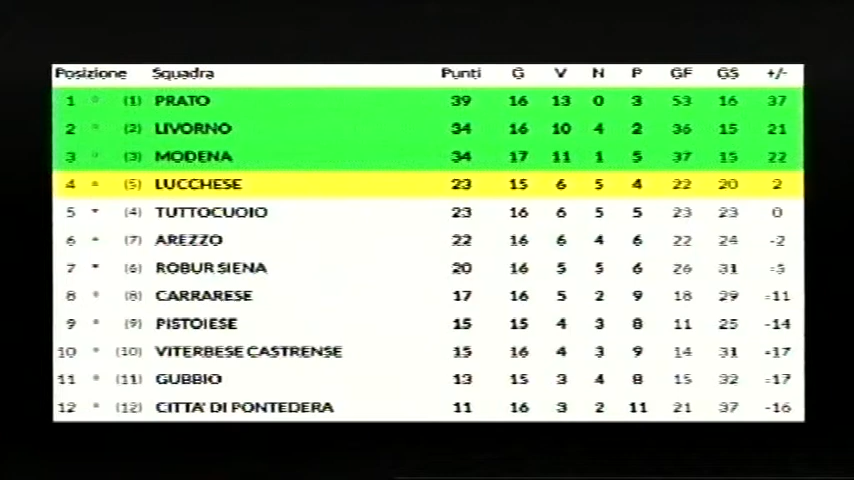 Posizione Squadra Punti G V N P GF GS +/-
1 (1) PRATO 39 16 13 0 3 53 16 37
2 (2) LIVORNO 34 16 10 4 2 36 15 21
3 (3) MODENA 34 17 11 1 5 37 15 22
4 (5) LUCCHESE 23 15 6 5 4 22 20 2
5 (4) TUTTOCUOIO 23 16 6 5 5 23 23 0
6 (7) AREZZO 22 16 6 4 6 22 24 -2
7 (6) ROBUR SIENA 20 16 5 5 6 26 31 -5
8 (8) CARRARESE 17 16 5 2 9 18 29 -11
9 (9) PISTOIESE 15 15 4 3 8 11 25 -14
10 (10) VITERBESE CASTRENSE 15 16 4 3 9 14 31 -17
11 (11) GUBBIO 13 15 3 4 8 15 32 -17
12 (12) CITTA' DI PONTEDERA 11 16 3 2 11 21 37 -16